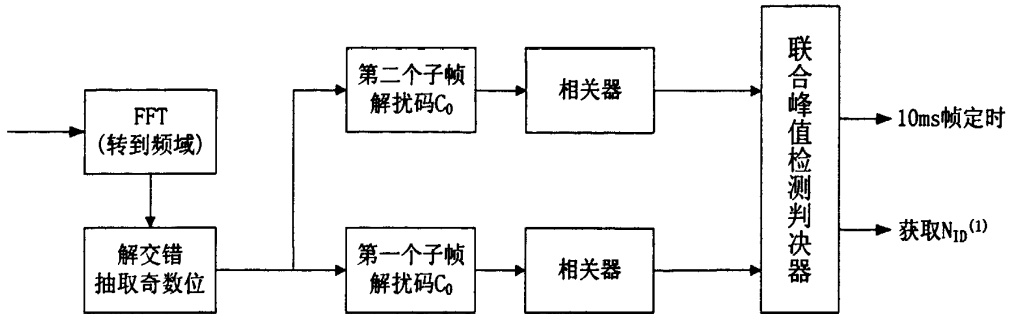 FFT
(转到频域)
解交错
抽取奇数位
第二个子帧
解扰码C₀
相关器
第一个子帧
解扰码C₀
相关器
联合峰值检测判决器
10ms帧定时
获取N_ID⁽¹⁾